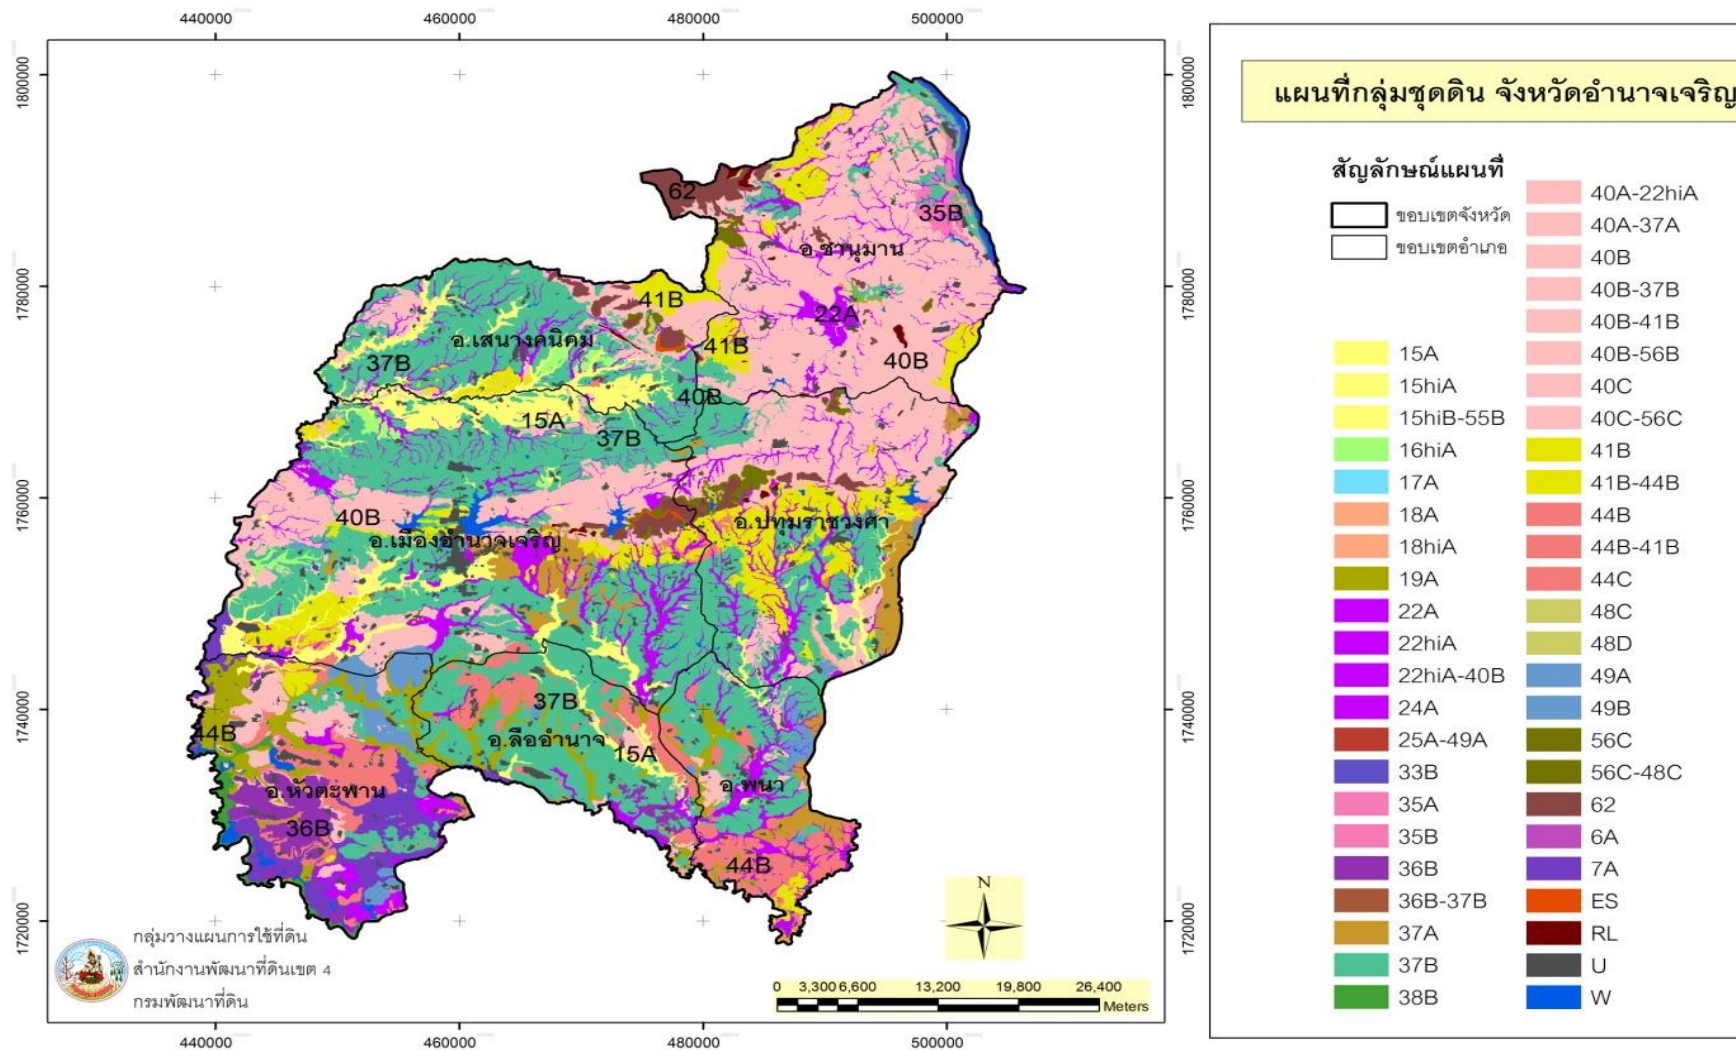 440000 460000 480000 500000
1800000 1800000
1780000 1780000
1760000 1760000
1740000 1740000
1720000 1720000
62
35B
อ.ชานุมาน
41B
22A
อ.เสนางคนิคม
41B
37B
40B
40B
15A
37B
40B
อ.ปทุมราชวงศา
อ.เมืองอำนาจเจริญ
37B
44B
อ.ลืออำนาจ
15A
อ.หัวตะพาน
อ.พนา
36B
44B
N
กลุ่มวางแผนการใช้ที่ดิน
สำนักงานพัฒนาที่ดินเขต 4
กรมพัฒนาที่ดิน
0 3,300 6,600 13,200 19,800 26,400
Meters
440000 460000 480000 500000
แผนที่กลุ่มชุดดิน จังหวัดอำนาจเจริญ
สัญลักษณ์แผนที่
ขอบเขตจังหวัด
ขอบเขตอำเภอ
15A
15hiA
15hiB-55B
16hiA
17A
18A
18hiA
19A
22A
22hiA
22hiA-40B
24A
25A-49A
33B
35A
35B
36B
36B-37B
37A
37B
38B
40A-22hiA
40A-37A
40B
40B-37B
40B-41B
40B-56B
40C
40C-56C
41B
41B-44B
44B
44B-41B
44C
48C
48D
49A
49B
56C
56C-48C
62
6A
7A
ES
RL
U
W